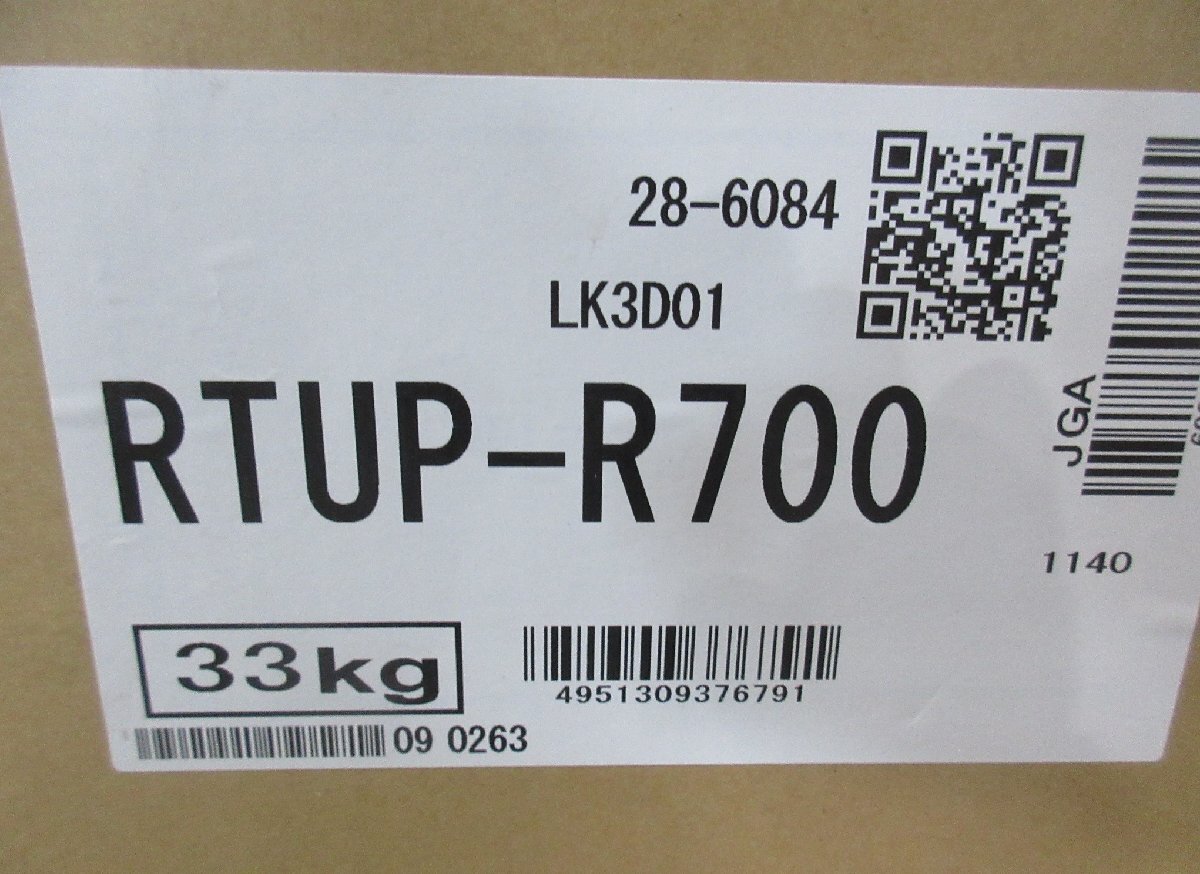 28-6084
LK3D01
RTUP-R700
JGA
1140
33kg
4951309376791
09 0263